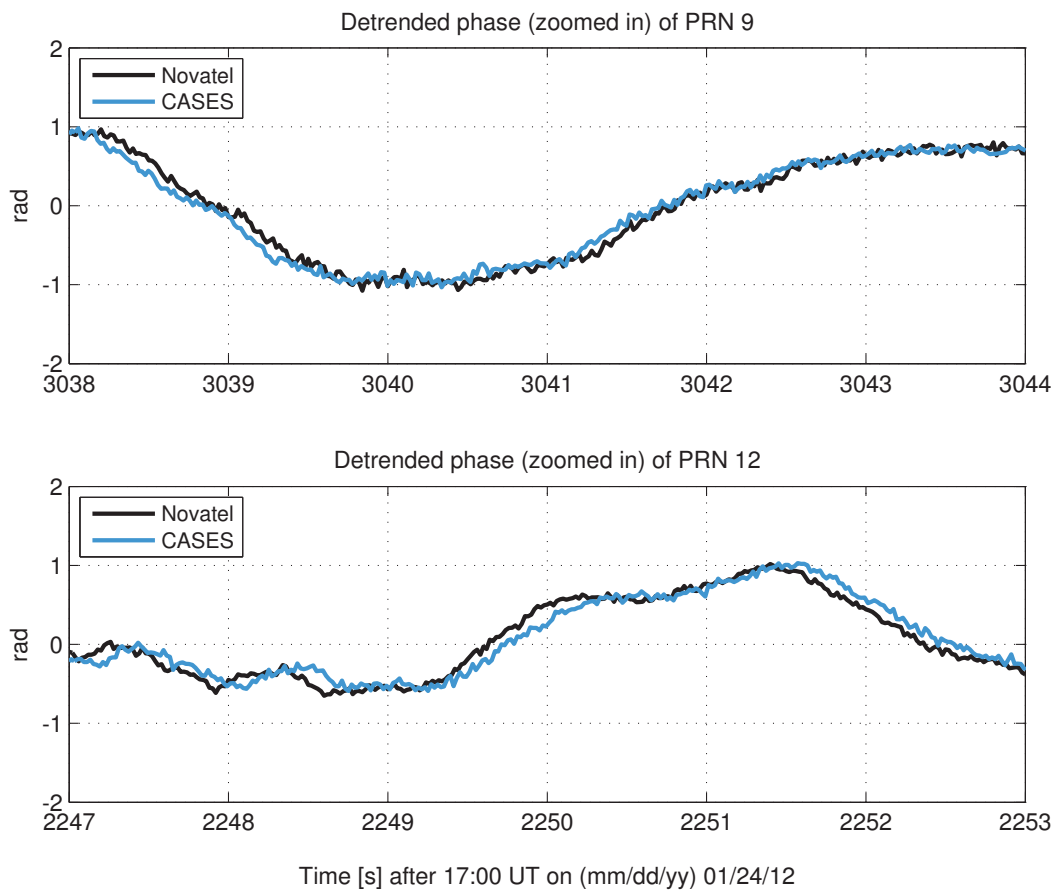 Detrended phase (zoomed in) of PRN 9
2
Novatel
CASES
1
0
rad
-1
-2
3038 3039 3040 3041 3042 3043 3044
Detrended phase (zoomed in) of PRN 12
2
Novatel
CASES
1
0
rad
-1
-2
2247 2248 2249 2250 2251 2252 2253
Time [s] after 17:00 UT on (mm/dd/yy) 01/24/12